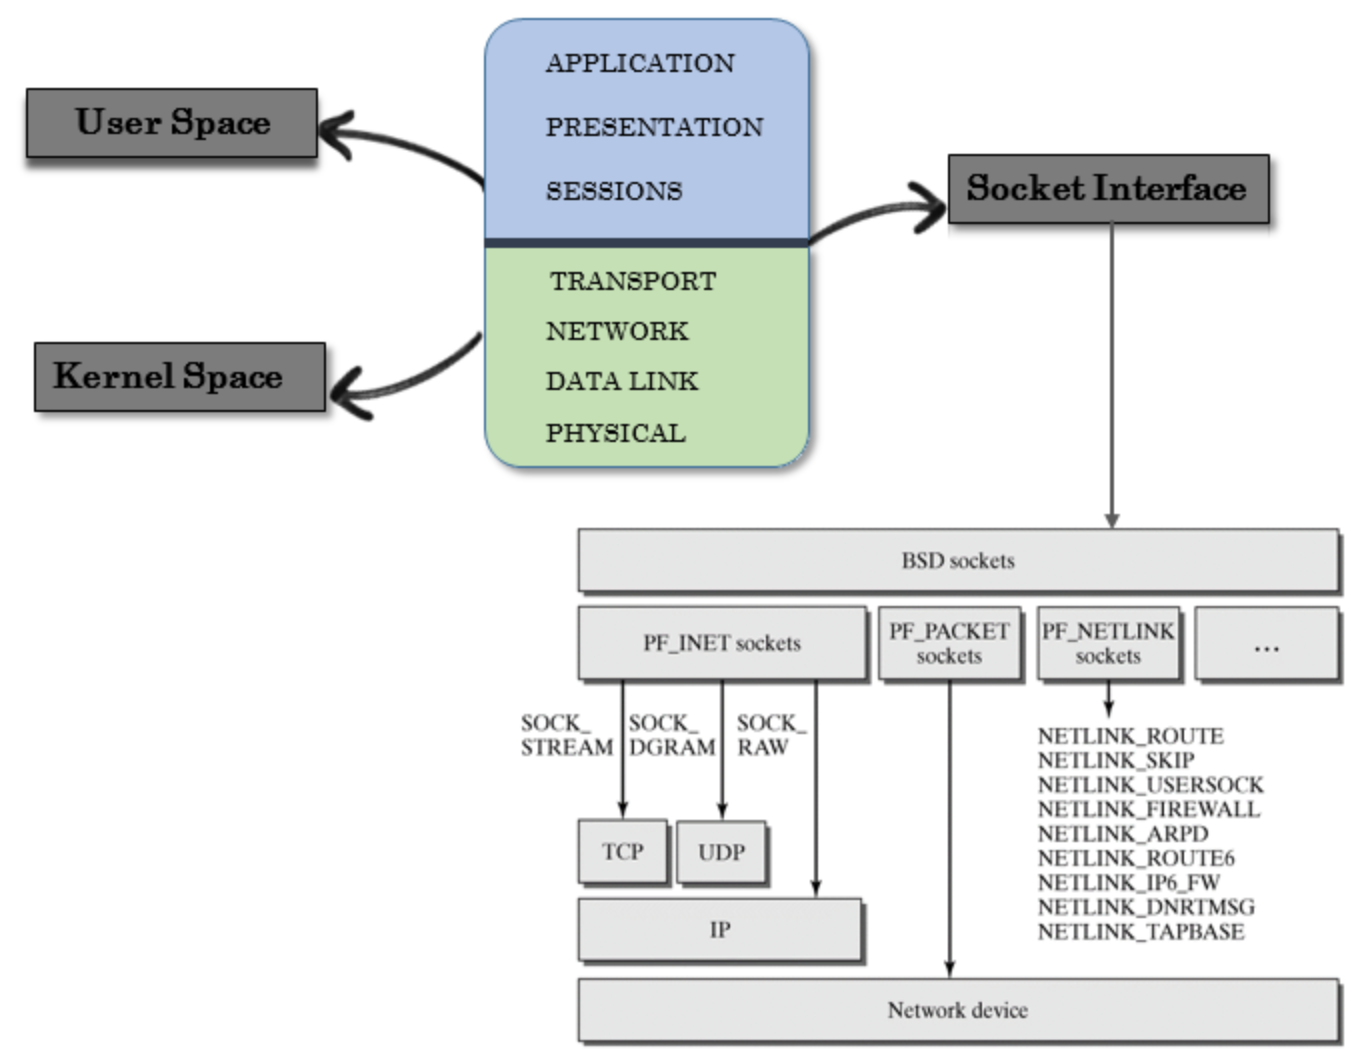 APPLICATION
PRESENTATION
SESSIONS
User Space
Socket Interface
TRANSPORT
NETWORK
DATA LINK
PHYSICAL
Kernel Space
BSD sockets
PF_INET sockets
PF_PACKET
sockets
PF_NETLINK
sockets
...
SOCK_
STREAM
SOCK_
DGRAM
SOCK_
RAW
NETLINK_ROUTE
NETLINK_SKIP
NETLINK_USERSOCK
NETLINK_FIREWALL
NETLINK_ARPD
NETLINK_ROUTE6
NETLINK_IP6_FW
NETLINK_DNRTMSG
NETLINK_TAPBASE
TCP
UDP
IP
Network device